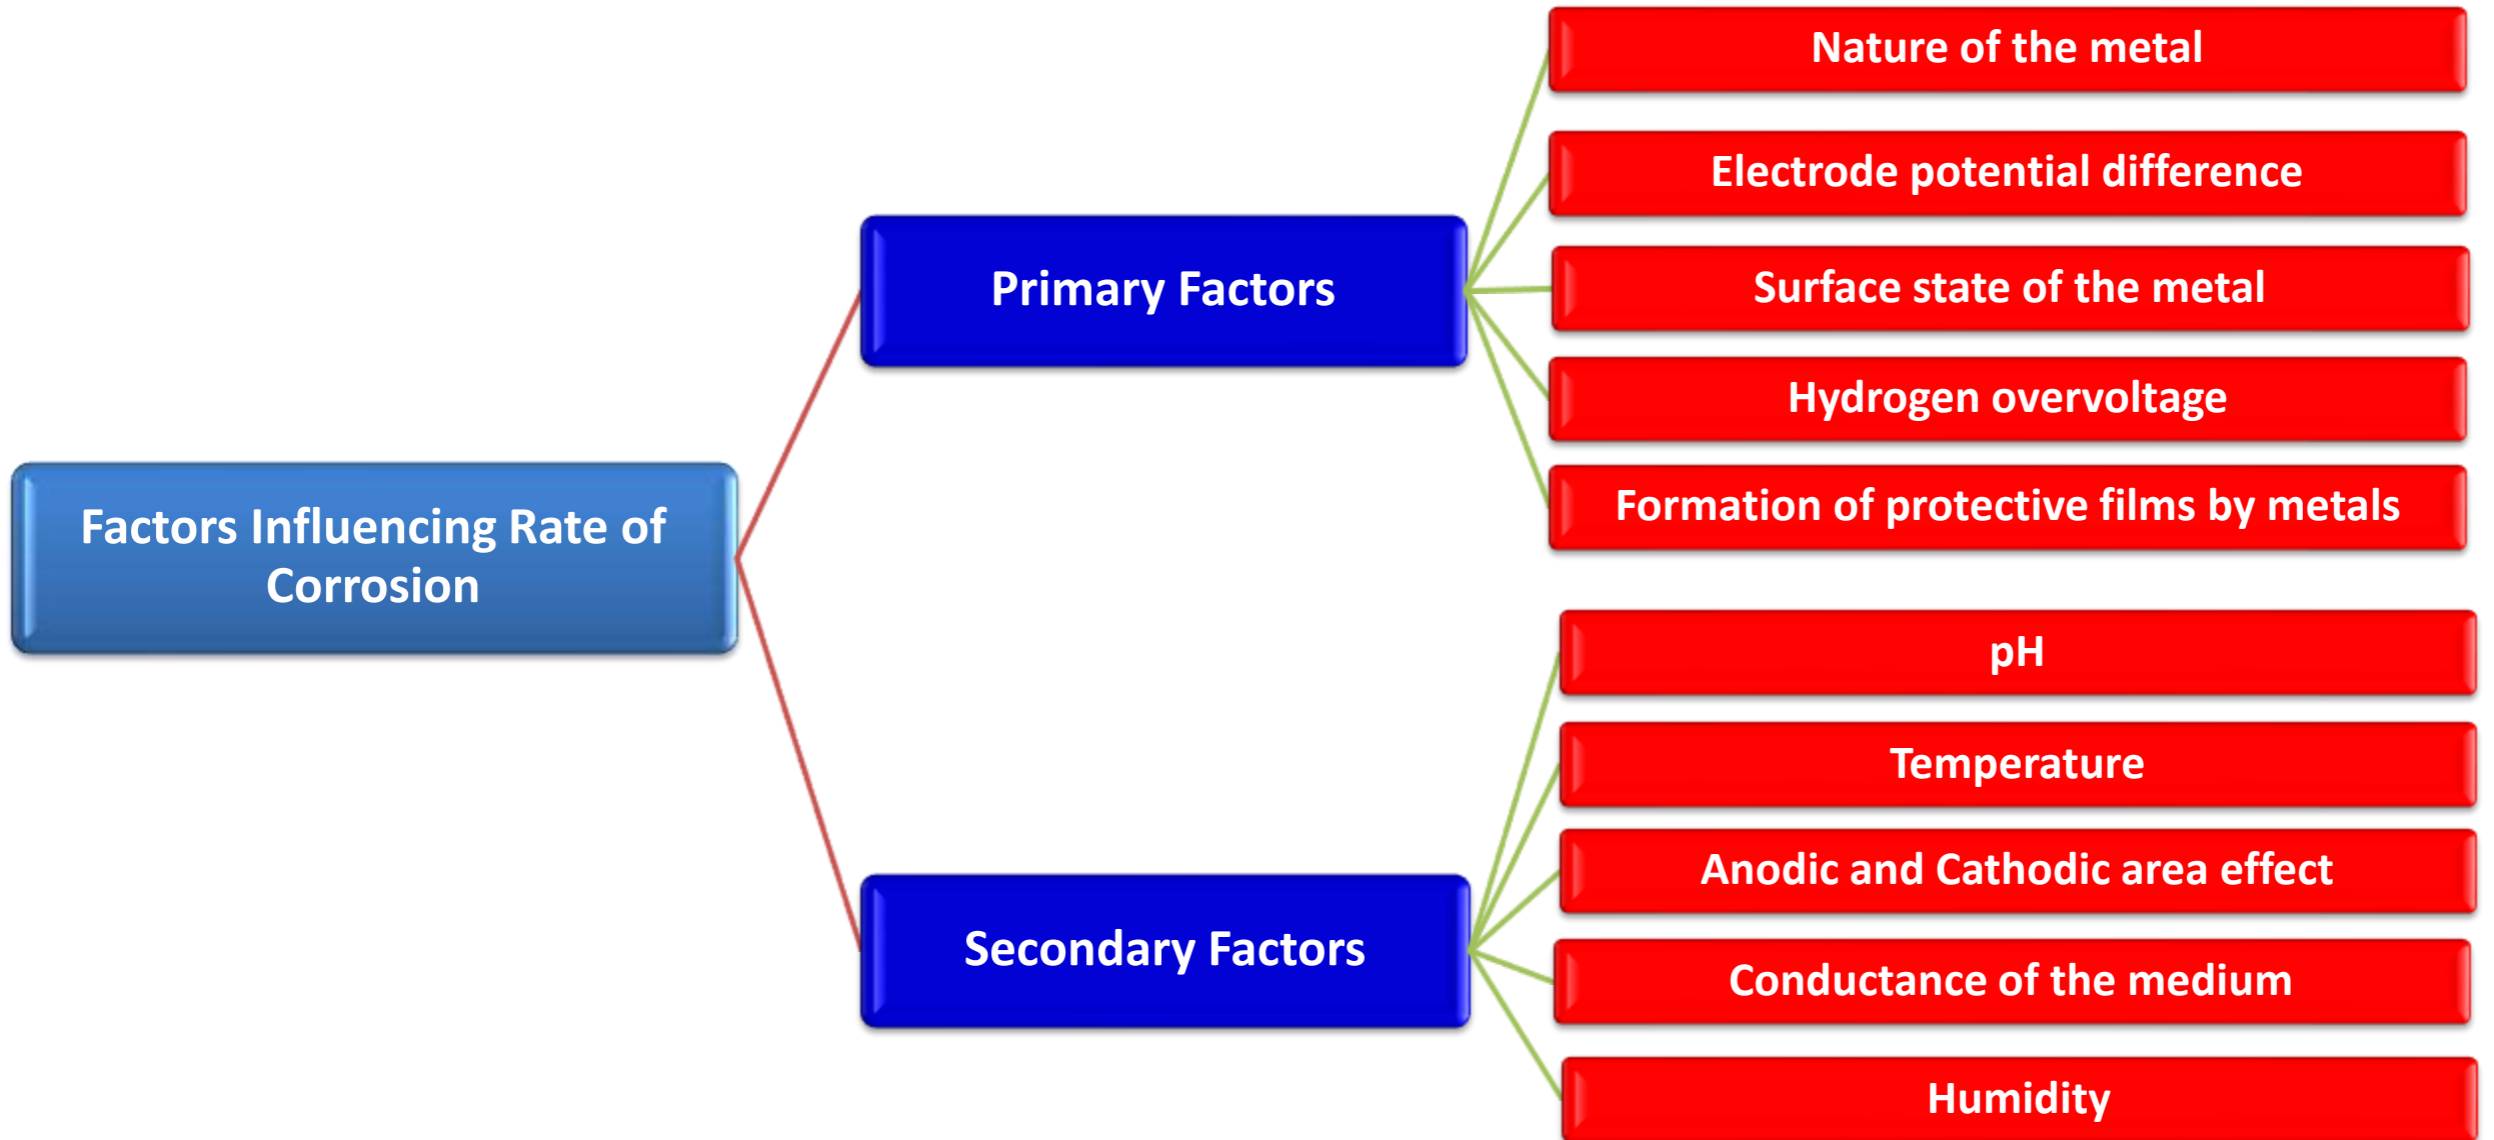 Factors Influencing Rate of
Corrosion
Primary Factors
Nature of the metal
Electrode potential difference
Surface state of the metal
Hydrogen overvoltage
Formation of protective films by metals
Secondary Factors
pH
Temperature
Anodic and Cathodic area effect
Conductance of the medium
Humidity